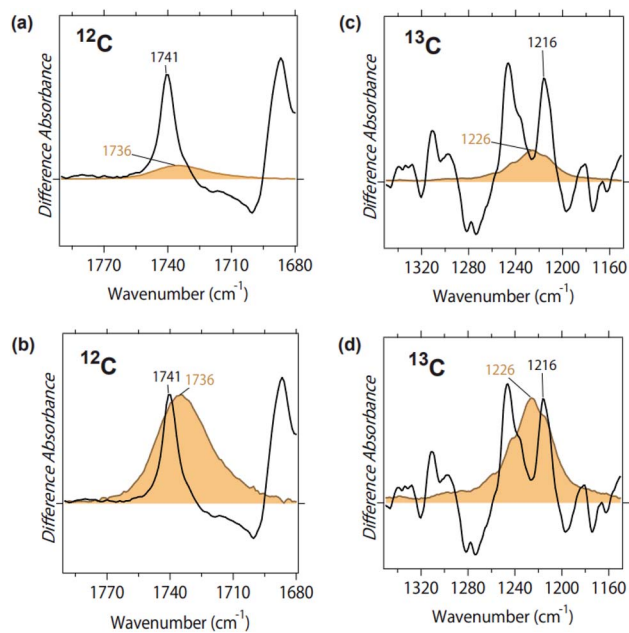 (a)
12C
1741
1736
Difference Absorbance
1770 1740 1710 1680
Wavenumber (cm-1)
(c)
13C
1216
1226
Difference Absorbance
1320 1280 1240 1200 1160
Wavenumber (cm-1)
(b)
12C
1741 1736
Difference Absorbance
1770 1740 1710 1680
Wavenumber (cm-1)
(d)
13C
1226 1216
Difference Absorbance
1320 1280 1240 1200 1160
Wavenumber (cm-1)